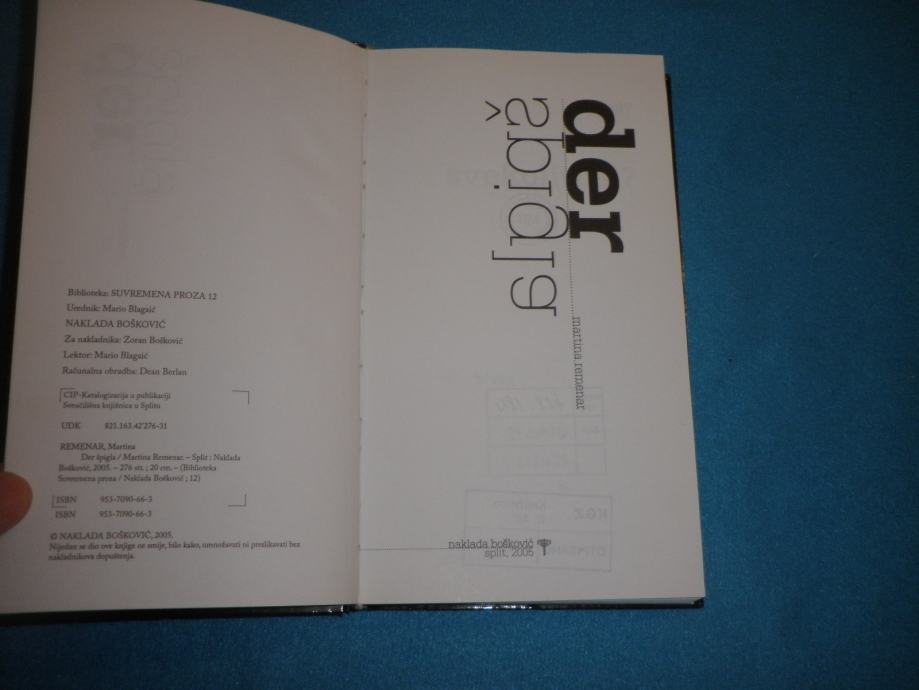 Biblioteka: SUVREMENA PROZA 12
Urednik: Mario Blagaić
NAKLADA BOŠKOVIĆ
Za nakladnika: Zoran Bošković
Lektor: Mario Blagaić
Računalna obradba: Dean Berlan
CIP-Katalogizacija u publikaciji
Sveučilišna knjižnica u Splitu
UDK 821.163.42'276-31
REMENAR, Martina
Der špigla / Martina Remenar. – Split : Naklada
Bošković, 2005. – 276 str. ; 20 cm. – (Biblioteka
Suvremena proza / Naklada Bošković ; 12)
ISBN 953-7090-66-3
ISBN 953-7090-66-3
© NAKLADA BOŠKOVIĆ, 2005.
Nijedan se dio ove knjige ne smije, bilo kako, umnožavati ni preslikavati bez
nakladnikova dopuštenja.
der
špigla
martina remenar
naklada bošković
split, 2005